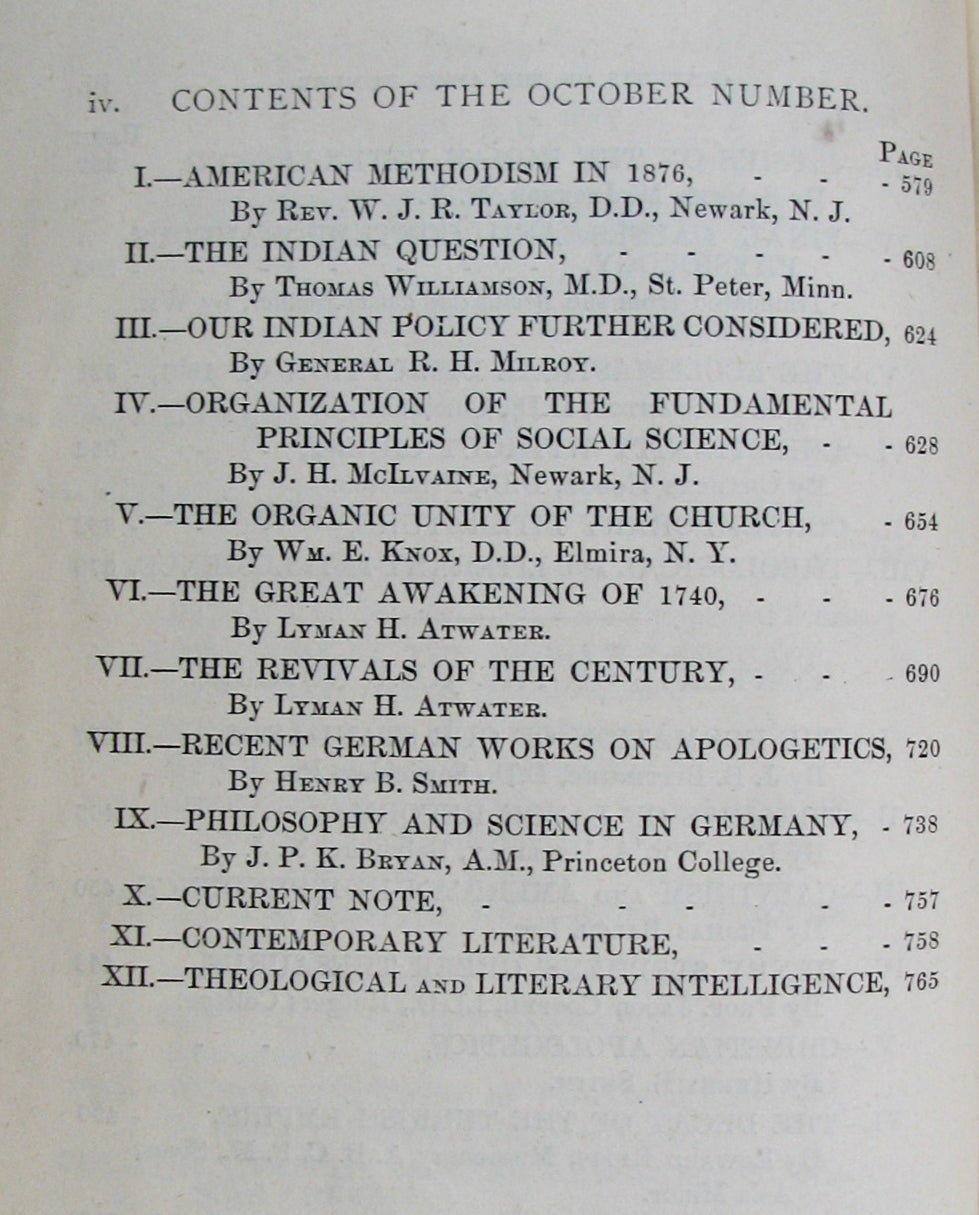 iv. CONTENTS OF THE OCTOBER NUMBER.
PAGE
I.—AMERICAN METHODISM IN 1876, - - - 579
By REV. W. J. R. TAYLOR, D.D., Newark, N. J.
II.—THE INDIAN QUESTION, - - - - - 608
By THOMAS WILLIAMSON, M.D., St. Peter, Minn.
III.—OUR INDIAN POLICY FURTHER CONSIDERED, 624
By GENERAL R. H. MILROY.
IV.—ORGANIZATION OF THE FUNDAMENTAL
PRINCIPLES OF SOCIAL SCIENCE, - - 628
By J. H. McILVAINE, Newark, N. J.
V.—THE ORGANIC UNITY OF THE CHURCH, - 654
By WM. E. KNOX, D.D., Elmira, N. Y.
VI.—THE GREAT AWAKENING OF 1740, - - - 676
By LYMAN H. ATWATER.
VII.—THE REVIVALS OF THE CENTURY, - - - 690
By LYMAN H. ATWATER.
VIII.—RECENT GERMAN WORKS ON APOLOGETICS, 720
By HENRY B. SMITH.
IX.—PHILOSOPHY AND SCIENCE IN GERMANY, - 738
By J. P. K. BRYAN, A.M., Princeton College.
X.—CURRENT NOTE, - - - - - - 757
XI.—CONTEMPORARY LITERATURE, - - - 758
XII.—THEOLOGICAL AND LITERARY INTELLIGENCE, 765